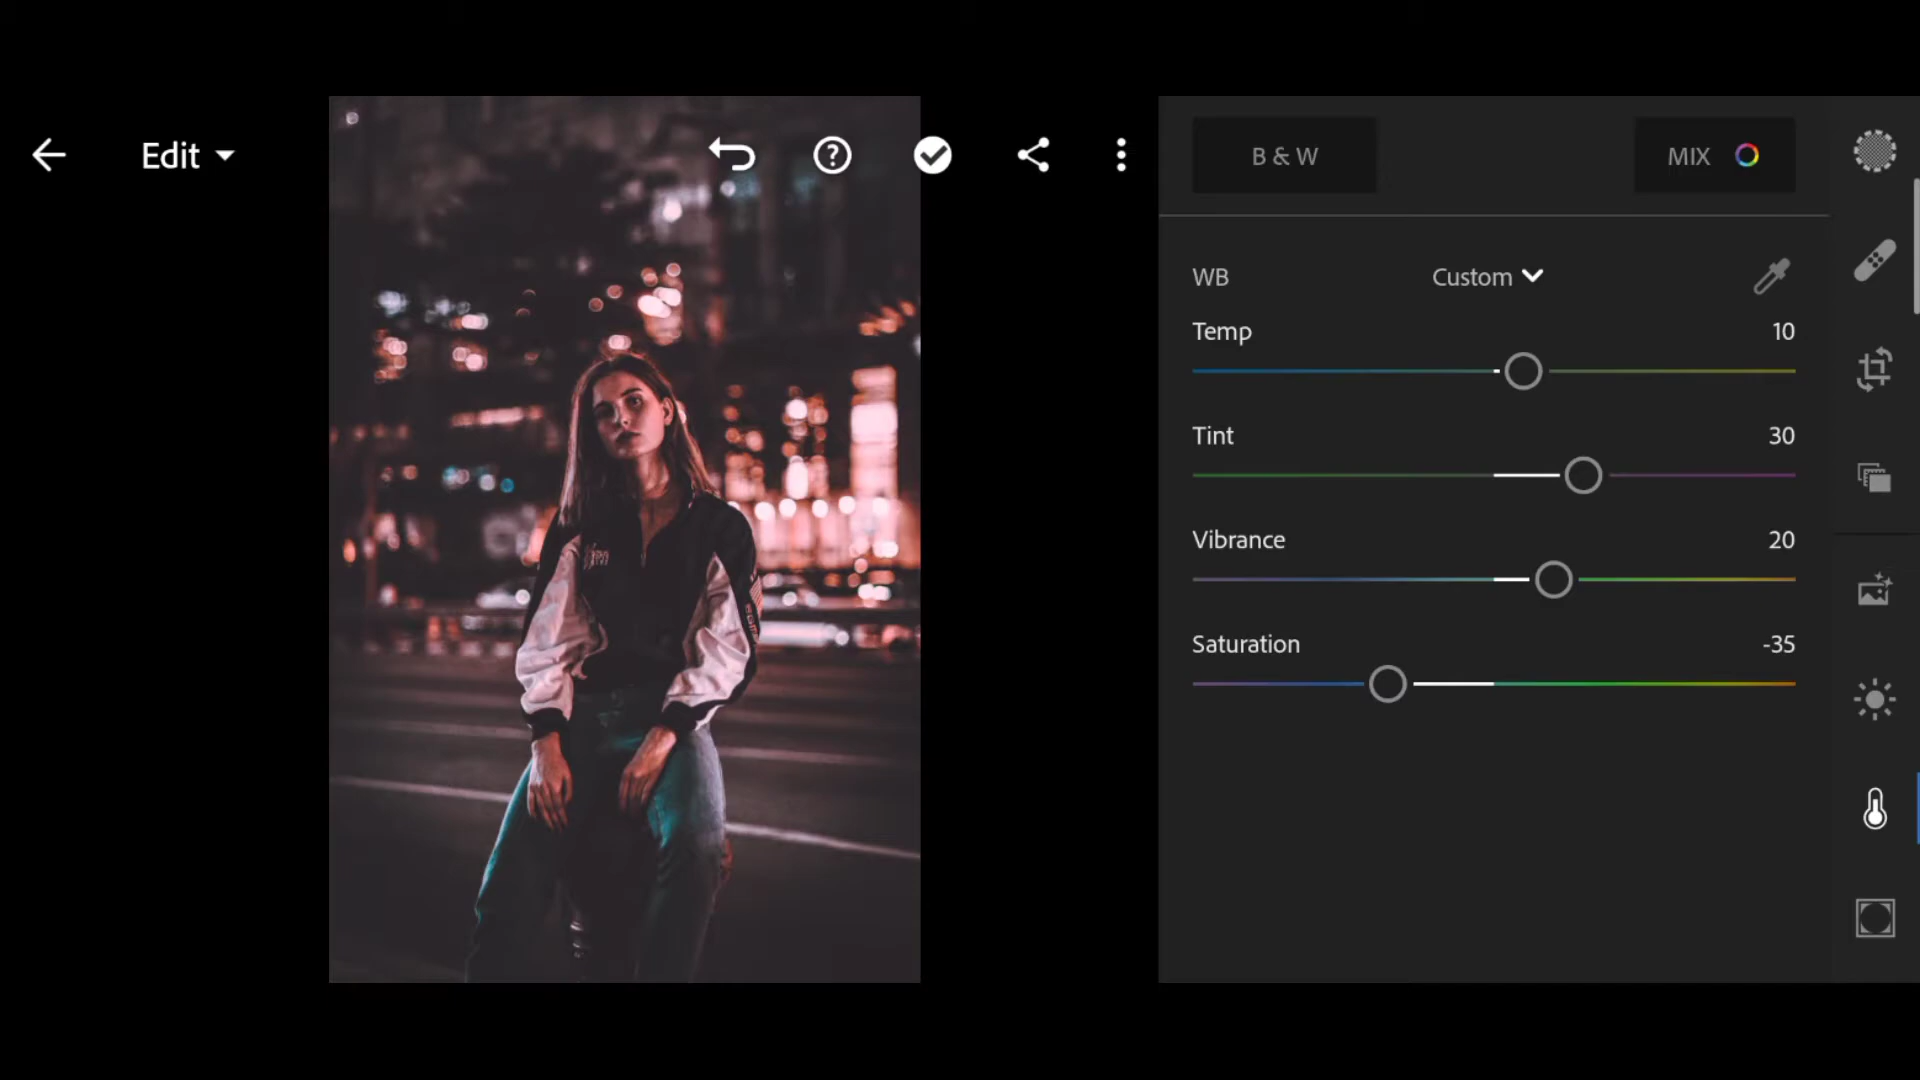 Edit
B & W
MIX
WB
Custom
Temp
10
Tint
30
Vibrance
20
Saturation
-35